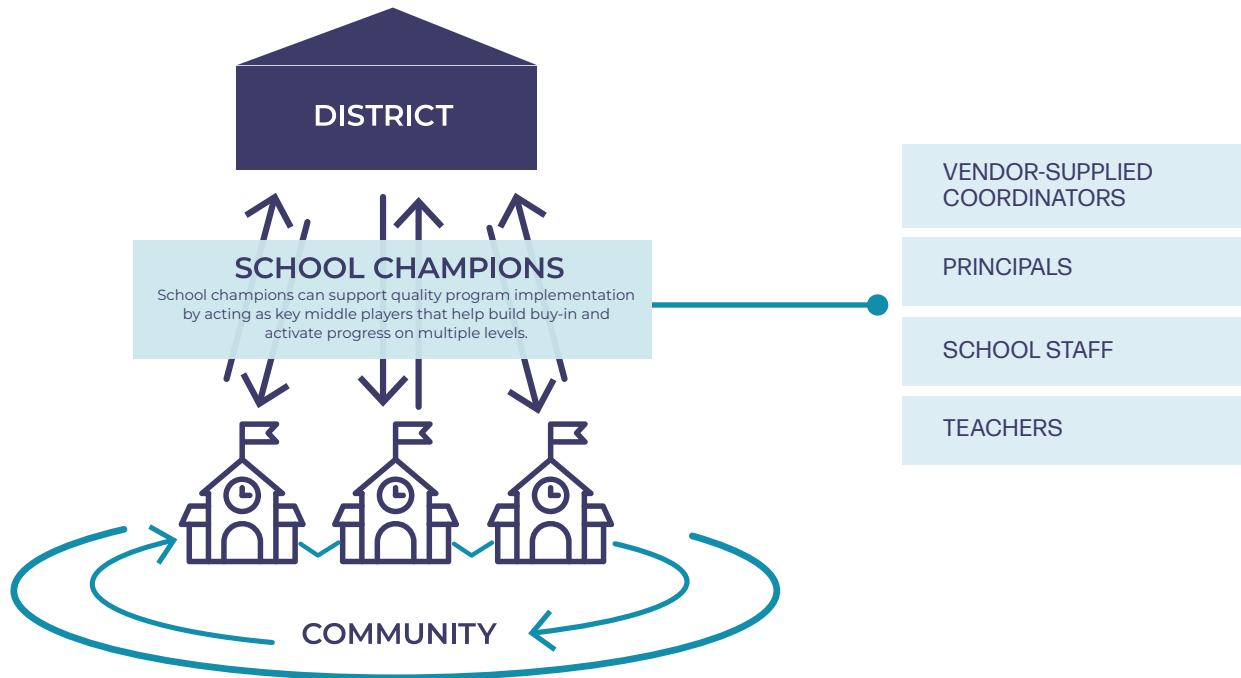 DISTRICT
SCHOOL CHAMPIONS
School champions can support quality program implementation
by acting as key middle players that help build buy-in and
activate progress on multiple levels.
VENDOR-SUPPLIED
COORDINATORS
PRINCIPALS
SCHOOL STAFF
TEACHERS
COMMUNITY